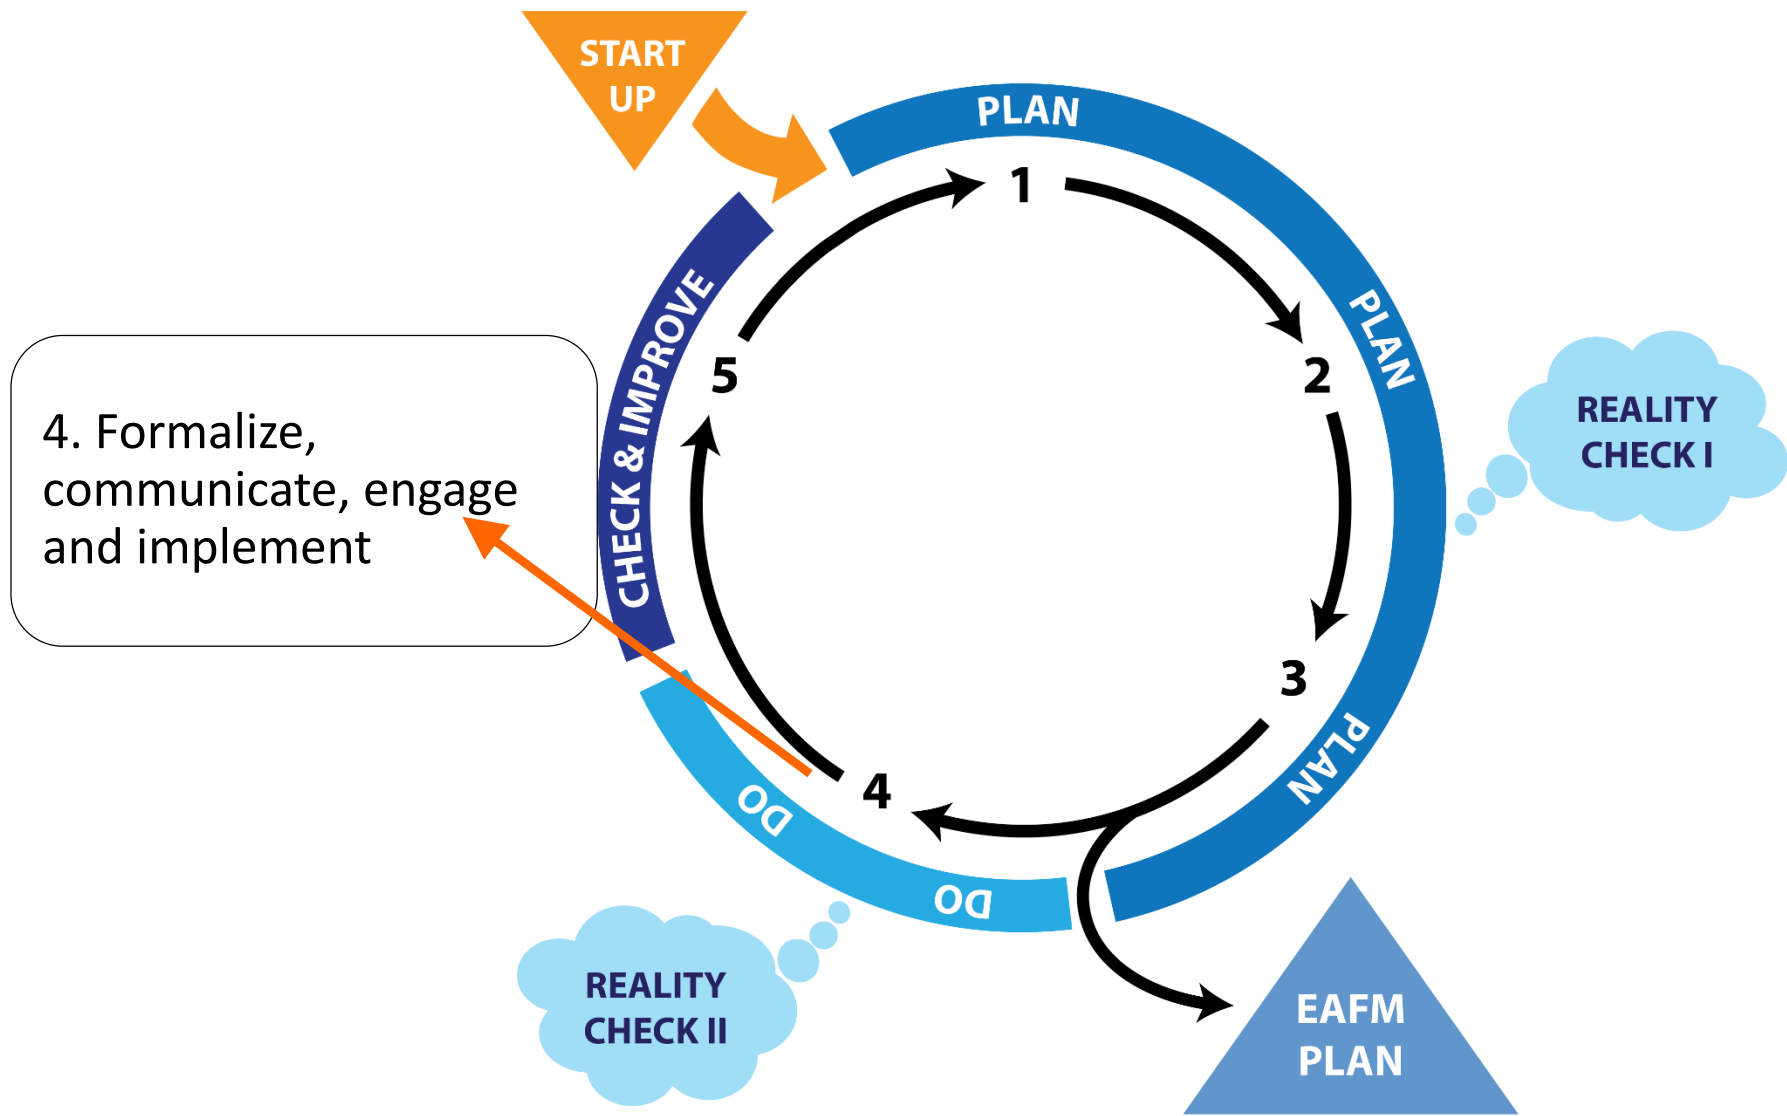 START
UP
PLAN
1
PLAN
2
REALITY
CHECK I
3
PLAN
EAFM
PLAN
4
DO
DO
REALITY
CHECK II
5
CHECK & IMPROVE
4. Formalize,
communicate, engage
and implement